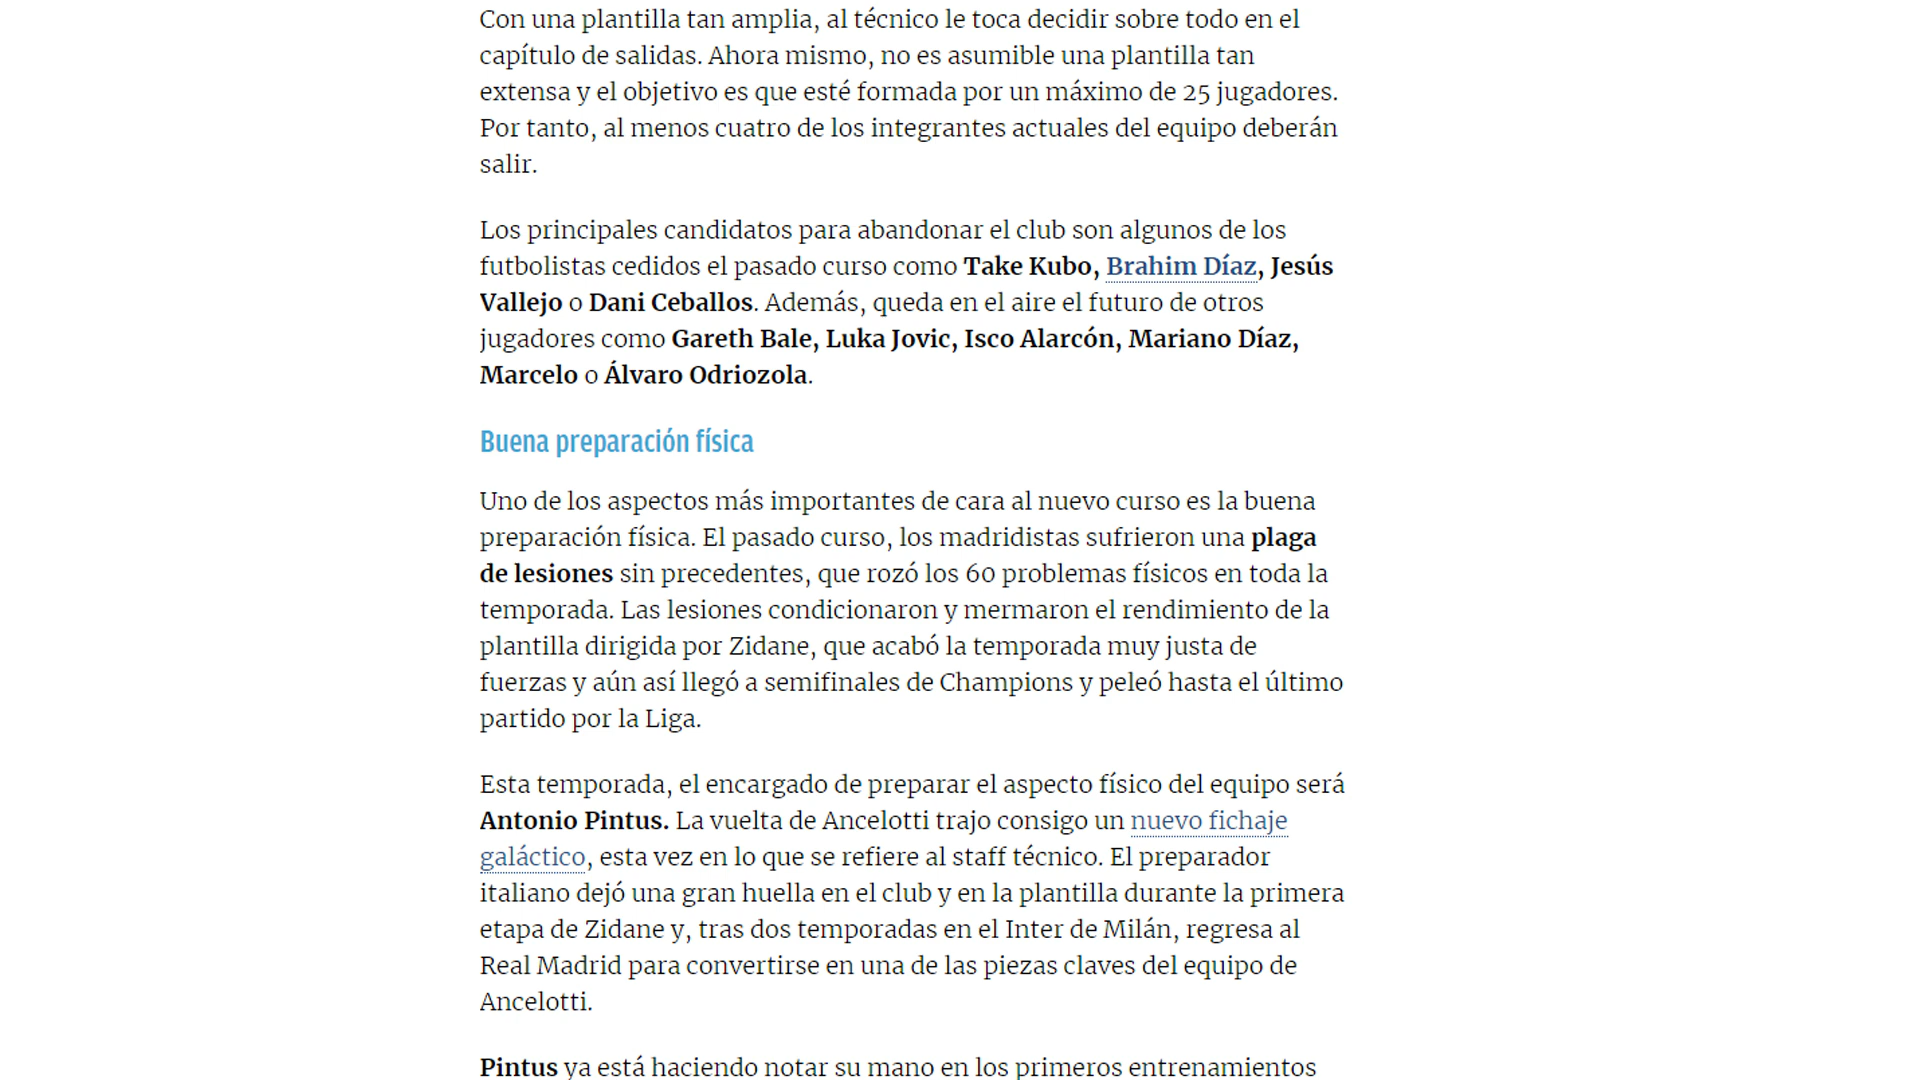 Con una plantilla tan amplia, al técnico le toca decidir sobre todo en el
capítulo de salidas. Ahora mismo, no es asumible una plantilla tan
extensa y el objetivo es que esté formada por un máximo de 25 jugadores.
Por tanto, al menos cuatro de los integrantes actuales del equipo deberán
salir.
Los principales candidatos para abandonar el club son algunos de los
futbolistas cedidos el pasado curso como Take Kubo, Brahim Díaz, Jesús
Vallejo o Dani Ceballos. Además, queda en el aire el futuro de otros
jugadores como Gareth Bale, Luka Jovic, Isco Alarcón, Mariano Díaz,
Marcelo o Álvaro Odriozola.
Buena preparación física
Uno de los aspectos más importantes de cara al nuevo curso es la buena
preparación física. El pasado curso, los madridistas sufrieron una plaga
de lesiones sin precedentes, que rozó los 60 problemas físicos en toda la
temporada. Las lesiones condicionaron y mermaron el rendimiento de la
plantilla dirigida por Zidane, que acabó la temporada muy justa de
fuerzas y aún así llegó a semifinales de Champions y peleó hasta el último
partido por la Liga.
Esta temporada, el encargado de preparar el aspecto físico del equipo será
Antonio Pintus. La vuelta de Ancelotti trajo consigo un nuevo fichaje
galáctico, esta vez en lo que se refiere al staff técnico. El preparador
italiano dejó una gran huella en el club y en la plantilla durante la primera
etapa de Zidane y, tras dos temporadas en el Inter de Milán, regresa al
Real Madrid para convertirse en una de las piezas claves del equipo de
Ancelotti.
Pintus ya está haciendo notar su mano en los primeros entrenamientos